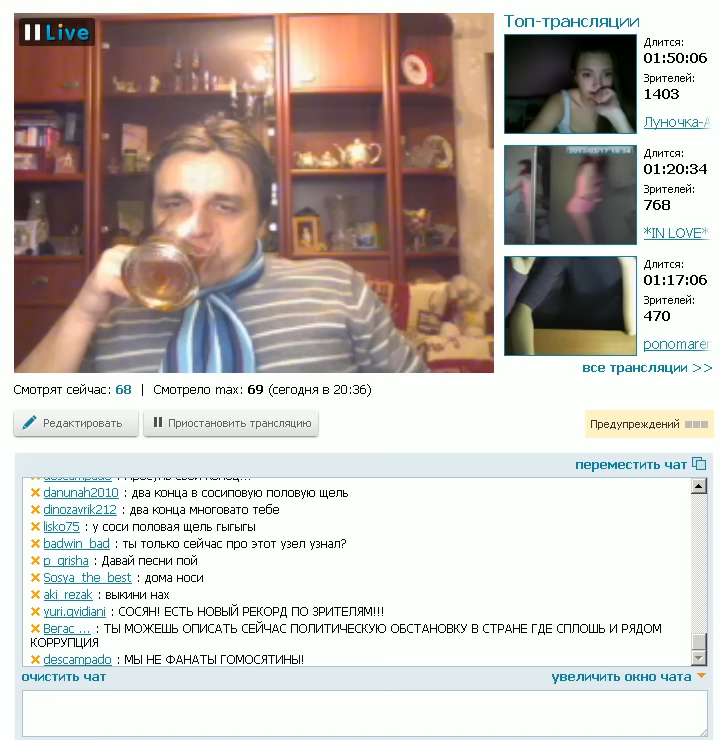 Live
Топ-трансляции
Длится:
01:50:06
Зрителей:
1403
Луночка-А
Длится:
01:20:34
Зрителей:
768
*IN LOVE*
Длится:
01:17:06
Зрителей:
470
ponomarer
все трансляции >>
Смотрят сейчас: 68 | Смотрело max: 69 (сегодня в 20:36)
Редактировать
Приостановить трансляцию
Предупреждений
переместить чат
danunah2010 : два конца в сосиповую половую щель
dinozavrik212 : два конца многовато тебе
lisko75 : у соси половая щель гыгыгы
badwin_bad : ты только сейчас про этот узел узнал?
p_grisha : Давай песни пой
Sosya_the_best : дома носи
aki_rezak : выкини нах
yuri.gvidiani : СОСЯН! ЕСТЬ НОВЫЙ РЕКОРД ПО ЗРИТЕЛЯМ!!!
Вегас ... : ТЫ МОЖЕШЬ ОПИСАТЬ СЕЙЧАС ПОЛИТИЧЕСКУЮ ОБСТАНОВКУ В СТРАНЕ ГДЕ СПЛОШЬ И РЯДОМ
КОРРУПЦИЯ
descampado : МЫ НЕ ФАНАТЫ ГОМОСЯТИНЫ!
очистить чат
увеличить окно чата